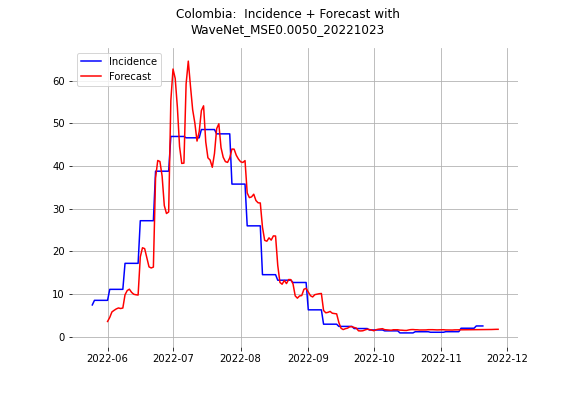 Colombia:  Incidence + Forecast with
WaveNet_MSE0.0050_20221023
Incidence
Forecast
60
50
40
30
20
10
0
2022-06 2022-07 2022-08 2022-09 2022-10 2022-11 2022-12